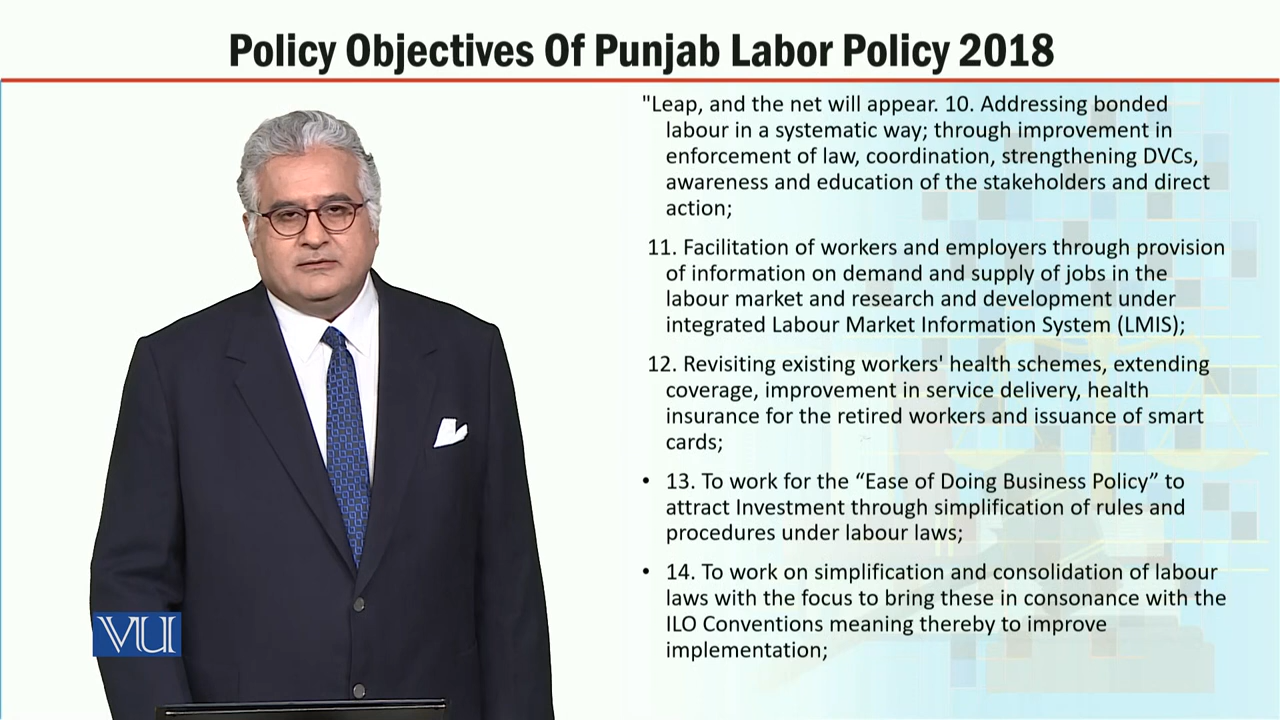 Policy Objectives Of Punjab Labor Policy 2018
"Leap, and the net will appear. 10. Addressing bonded
labour in a systematic way; through improvement in
enforcement of law, coordination, strengthening DVCs,
awareness and education of the stakeholders and direct
action;
11. Facilitation of workers and employers through provision
of information on demand and supply of jobs in the
labour market and research and development under
integrated Labour Market Information System (LMIS);
12. Revisiting existing workers' health schemes, extending
coverage, improvement in service delivery, health
insurance for the retired workers and issuance of smart
cards;
• 13. To work for the “Ease of Doing Business Policy” to
attract Investment through simplification of rules and
procedures under labour laws;
• 14. To work on simplification and consolidation of labour
laws with the focus to bring these in consonance with the
ILO Conventions meaning thereby to improve
implementation;
VU